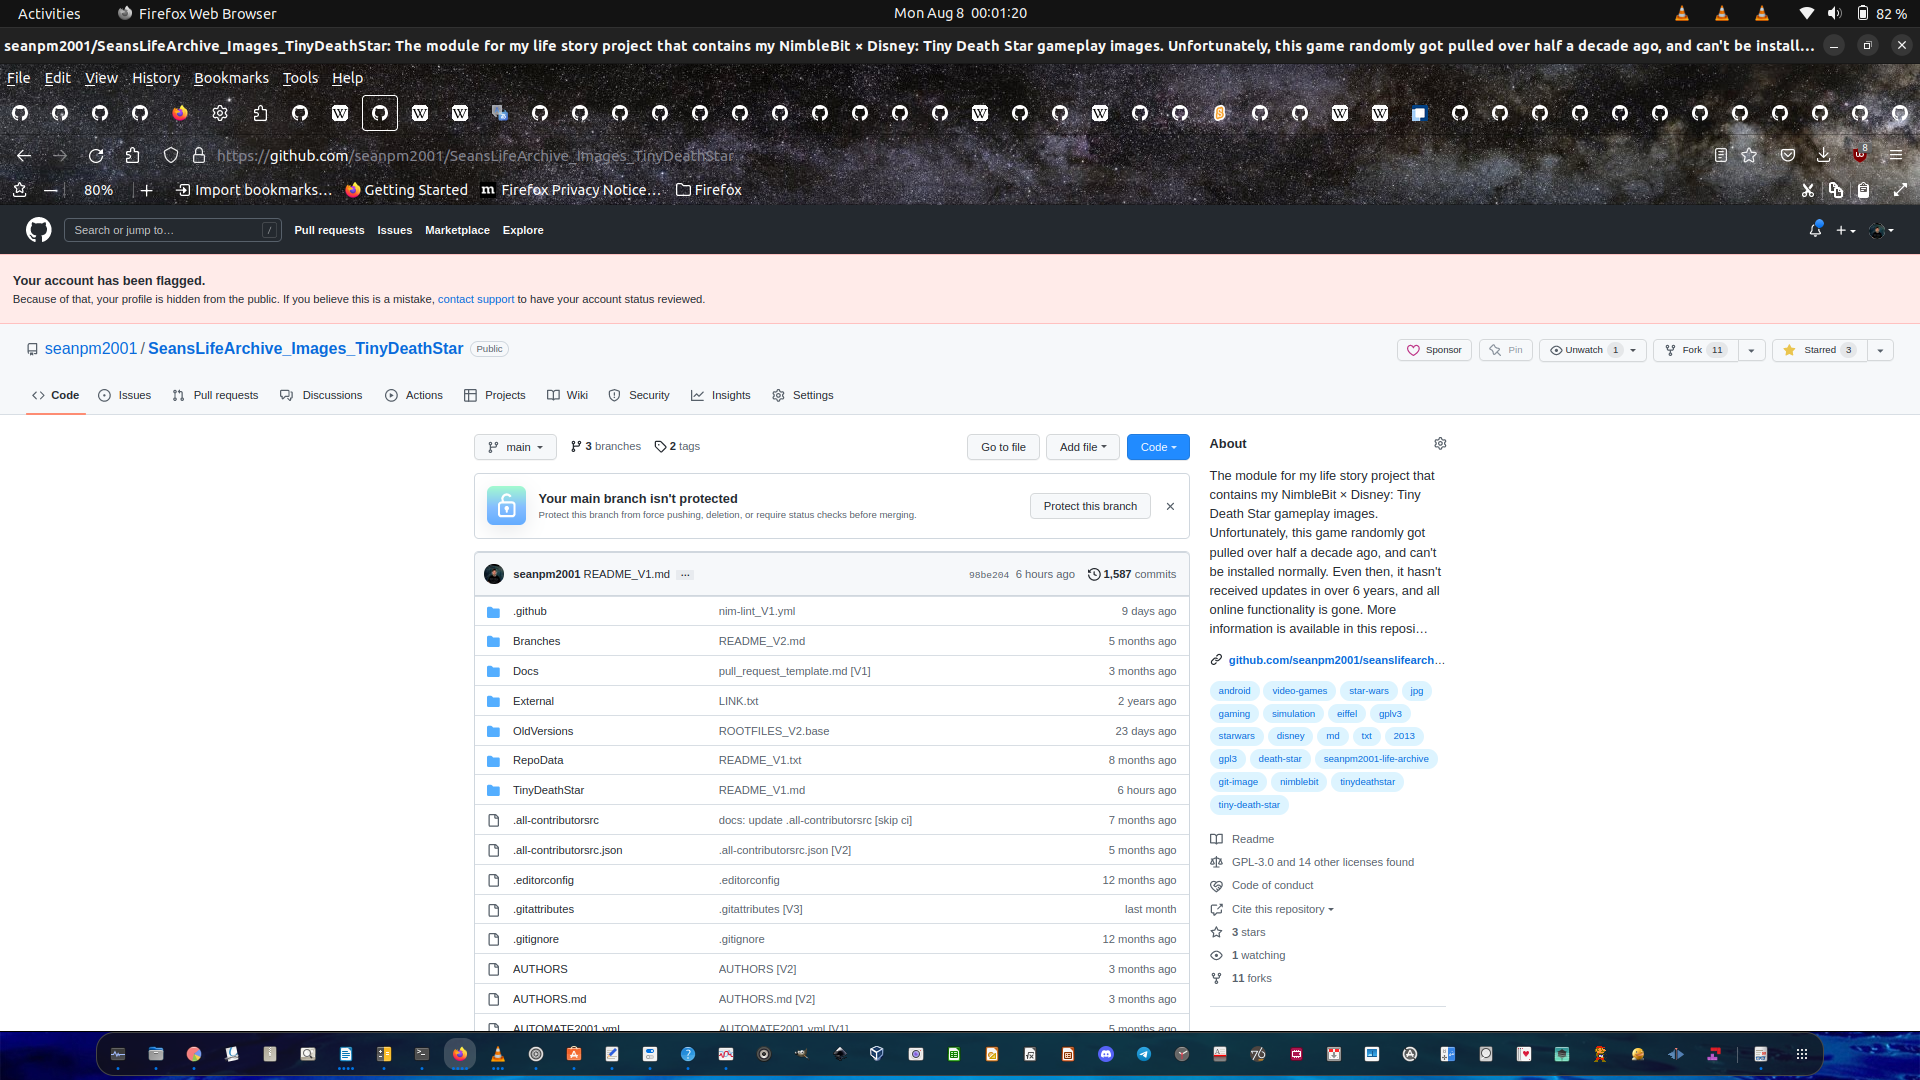 Activities
Firefox Web Browser
Mon Aug 8 00:01:20
82 %
seanpm2001/SeansLifeArchive_Images_TinyDeathStar: The module for my life story project that contains my NimbleBit × Disney: Tiny Death Star gameplay images. Unfortunately, this game randomly got pulled over half a decade ago, and can't be install…
File Edit View History Bookmarks Tools Help
https://github.com/seanpm2001/SeansLifeArchive_Images_TinyDeathStar
8
80%
Import bookmarks…
Getting Started
Firefox Privacy Notice…
Firefox
Search or jump to…
/
Pull requests
Issues
Marketplace
Explore
Your account has been flagged.
Because of that, your profile is hidden from the public. If you believe this is a mistake, contact support to have your account status reviewed.
seanpm2001 / SeansLifeArchive_Images_TinyDeathStar
Public
Sponsor
Pin
Unwatch 1
Fork 11
Starred 3
Code
Issues
Pull requests
Discussions
Actions
Projects
Wiki
Security
Insights
Settings
main
3 branches
2 tags
Go to file
Add file
Code
Your main branch isn't protected
Protect this branch from force pushing, deletion, or require status checks before merging.
Protect this branch
seanpm2001 README_V1.md ...
98be204 6 hours ago
1,587 commits
.github nim-lint_V1.yml 9 days ago
Branches README_V2.md 5 months ago
Docs pull_request_template.md [V1] 3 months ago
External LINK.txt 2 years ago
OldVersions ROOTFILES_V2.base 23 days ago
RepoData README_V1.txt 8 months ago
TinyDeathStar README_V1.md 6 hours ago
.all-contributorsrc docs: update .all-contributorsrc [skip ci] 7 months ago
.all-contributorsrc.json .all-contributorsrc.json [V2] 5 months ago
.editorconfig .editorconfig 12 months ago
.gitattributes .gitattributes [V3] last month
.gitignore .gitignore 12 months ago
AUTHORS AUTHORS [V2] 3 months ago
AUTHORS.md AUTHORS.md [V2] 3 months ago
AUTOMATE2001.yml AUTOMATE2001.yml [V1] 5 months ago
About
The module for my life story project that
contains my NimbleBit × Disney: Tiny
Death Star gameplay images.
Unfortunately, this game randomly got
pulled over half a decade ago, and can't
be installed normally. Even then, it hasn't
received updates in over 6 years, and all
online functionality is gone. More
information is available in this reposi…
github.com/seanpm2001/seanslifearch…
android video-games star-wars jpg
gaming simulation eiffel gplv3
starwars disney md txt 2013
gpl3 death-star seanpm2001-life-archive
git-image nimblebit tinydeathstar
tiny-death-star
Readme
GPL-3.0 and 14 other licenses found
Code of conduct
Cite this repository
3 stars
1 watching
11 forks